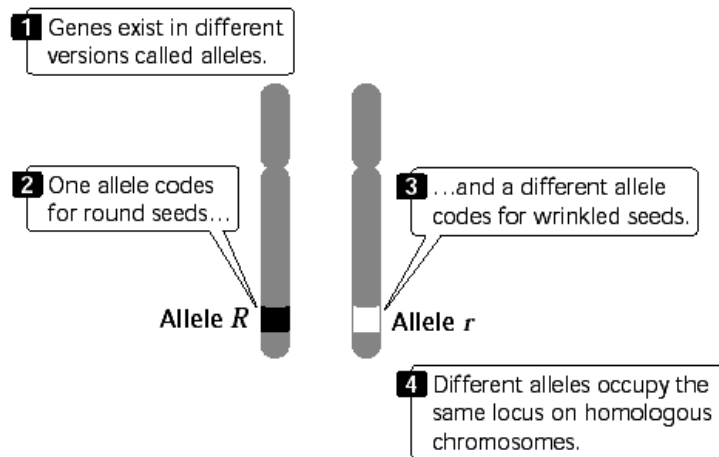 1 Genes exist in different
versions called alleles.
2 One allele codes
for round seeds...
3 ...and a different allele
codes for wrinkled seeds.
Allele R
Allele r
4 Different alleles occupy the
same locus on homologous
chromosomes.